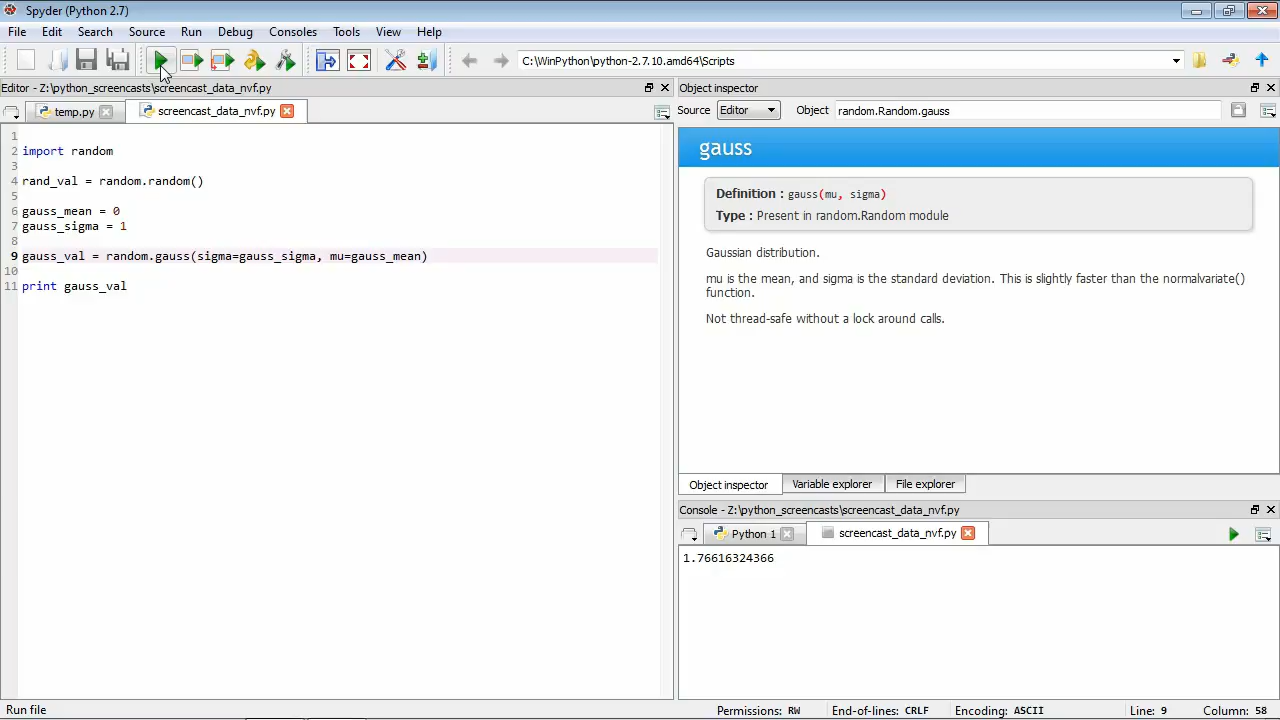 Spyder (Python 2.7)
File Edit Search Source Run Debug Consoles Tools View Help
C:\WinPython\python-2.7.10.amd64\Scripts
Editor - Z:\python_screencasts\screencast_data_nvf.py
temp.py screencast_data_nvf.py
1
2 import random
3
4 rand_val = random.random()
5
6 gauss_mean = 0
7 gauss_sigma = 1
8
9 gauss_val = random.gauss(sigma=gauss_sigma, mu=gauss_mean)
10
11 print gauss_val
Object inspector
Source Editor Object random.Random.gauss
gauss
Definition : gauss(mu, sigma)
Type : Present in random.Random module
Gaussian distribution.
mu is the mean, and sigma is the standard deviation. This is slightly faster than the normalvariate()
function.
Not thread-safe without a lock around calls.
Object inspector Variable explorer File explorer
Console - Z:\python_screencasts\screencast_data_nvf.py
Python 1 screencast_data_nvf.py
1.76616324366
Run file Permissions: RW End-of-lines: CRLF Encoding: ASCII Line: 9 Column: 58